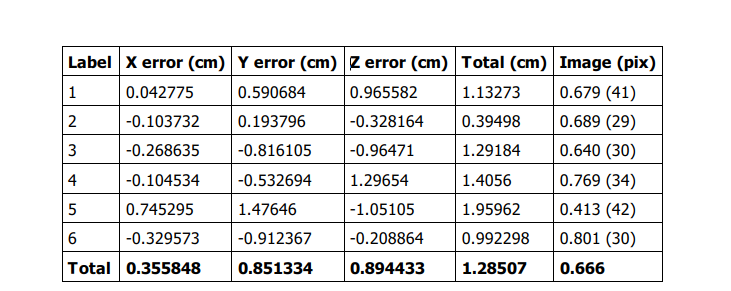 Label X error (cm) Y error (cm) Z error (cm) Total (cm) Image (pix)
1 0.042775 0.590684 0.965582 1.13273 0.679 (41)
2 -0.103732 0.193796 -0.328164 0.39498 0.689 (29)
3 -0.268635 -0.816105 -0.96471 1.29184 0.640 (30)
4 -0.104534 -0.532694 1.29654 1.4056 0.769 (34)
5 0.745295 1.47646 -1.05105 1.95962 0.413 (42)
6 -0.329573 -0.912367 -0.208864 0.992298 0.801 (30)
Total 0.355848 0.851334 0.894433 1.28507 0.666